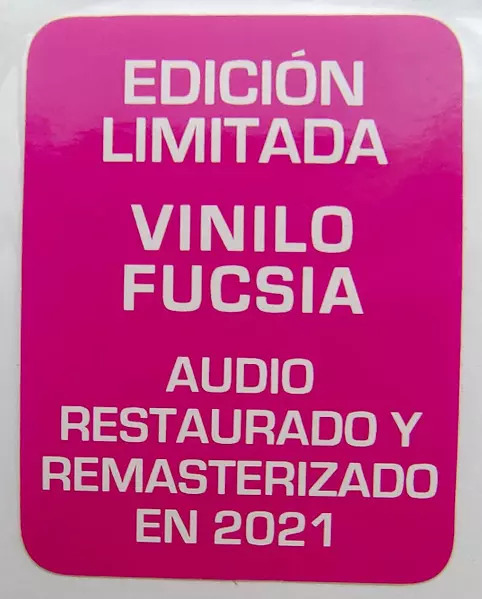 EDICIÓN
LIMITADA
VINILO
FUCSIA
AUDIO
RESTAURADO Y
REMASTERIZADO
EN 2021